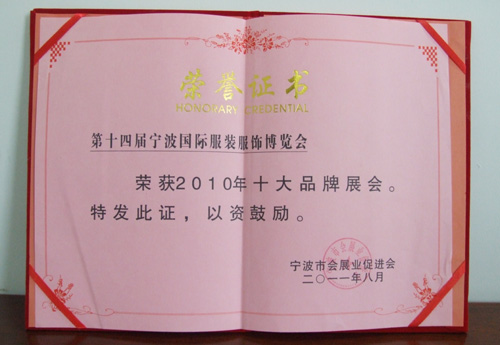 荣誉证书
HONORARY CREDENTIAL
第十四届宁波国际服装服饰博览会
荣获2010年十大品牌展会。
特发此证，以资鼓励。
宁波市会展业促进会
二〇一一年八月